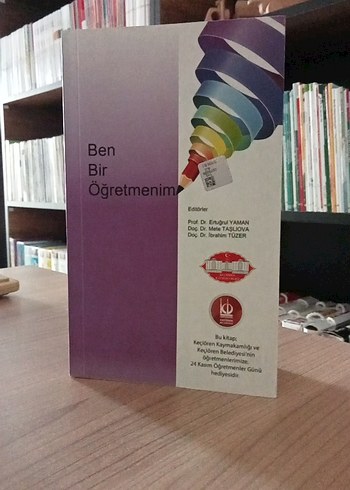 Ben
Bir
Öğretmenim
Editörler
Prof. Dr. Ertuğrul YAMAN
Doç. Dr. Mete TAŞLIOVA
Doç. Dr. İbrahim TÜZER
Bu kitap;
Keçiören Kaymakamlığı ve
Keçiören Belediyesi'nin
öğretmenlerimize,
24 Kasım Öğretmenler Günü
hediyesidir.